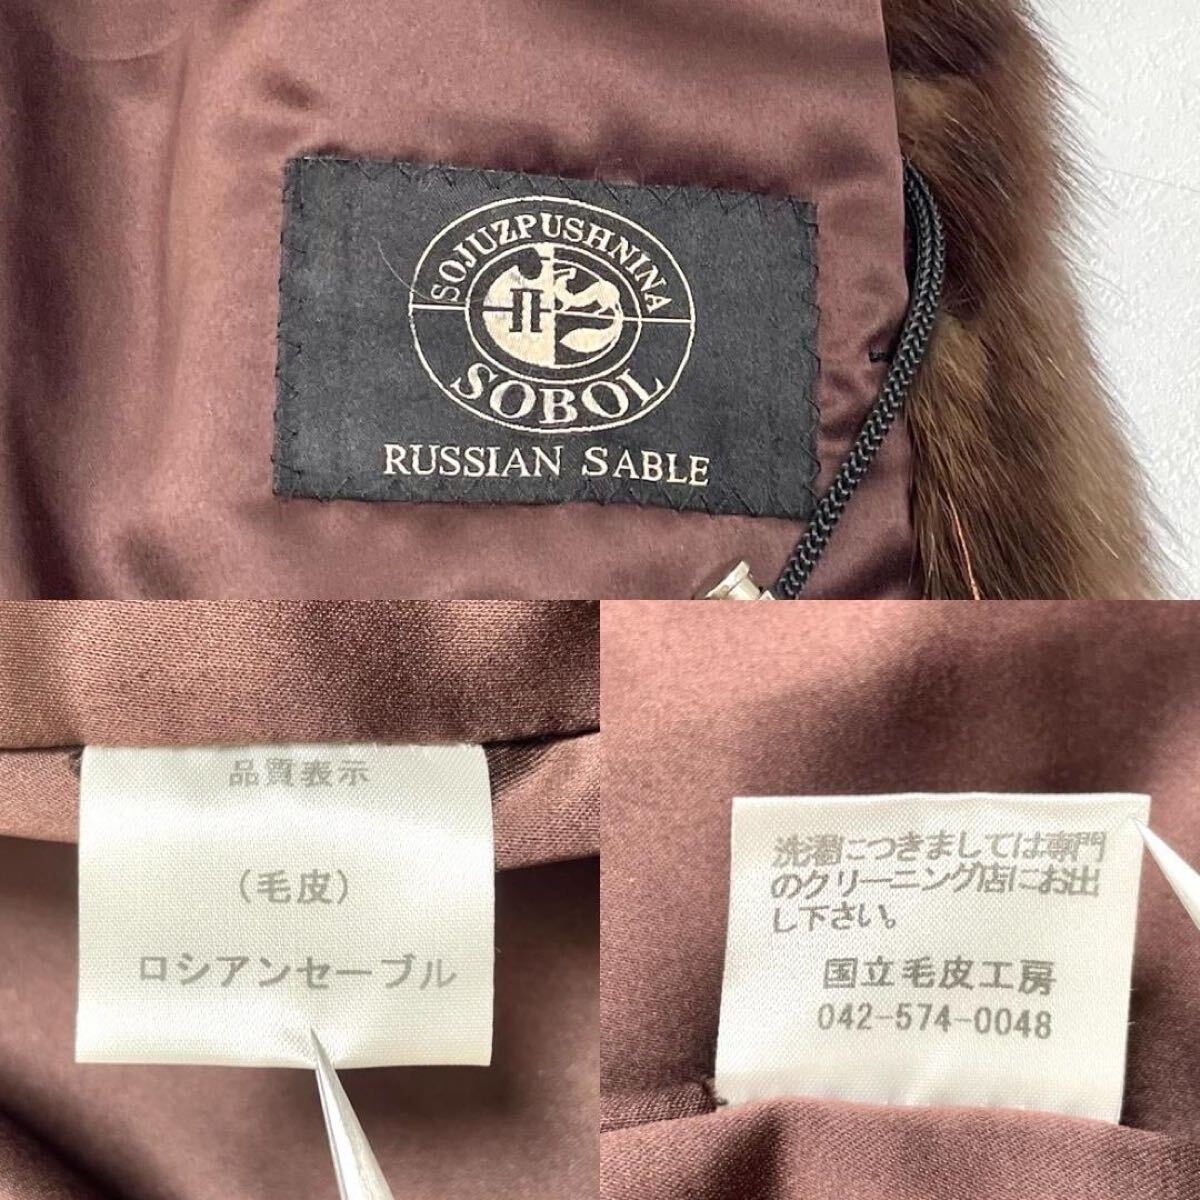 SOJUZPUSHNINA
SOBOL
RUSSIAN SABLE
品質表示
(毛皮)
ロシアンセーブル
洗濯につきましては専門
のクリーニング店にお出
し下さい。
国立毛皮工房
042-574-0048